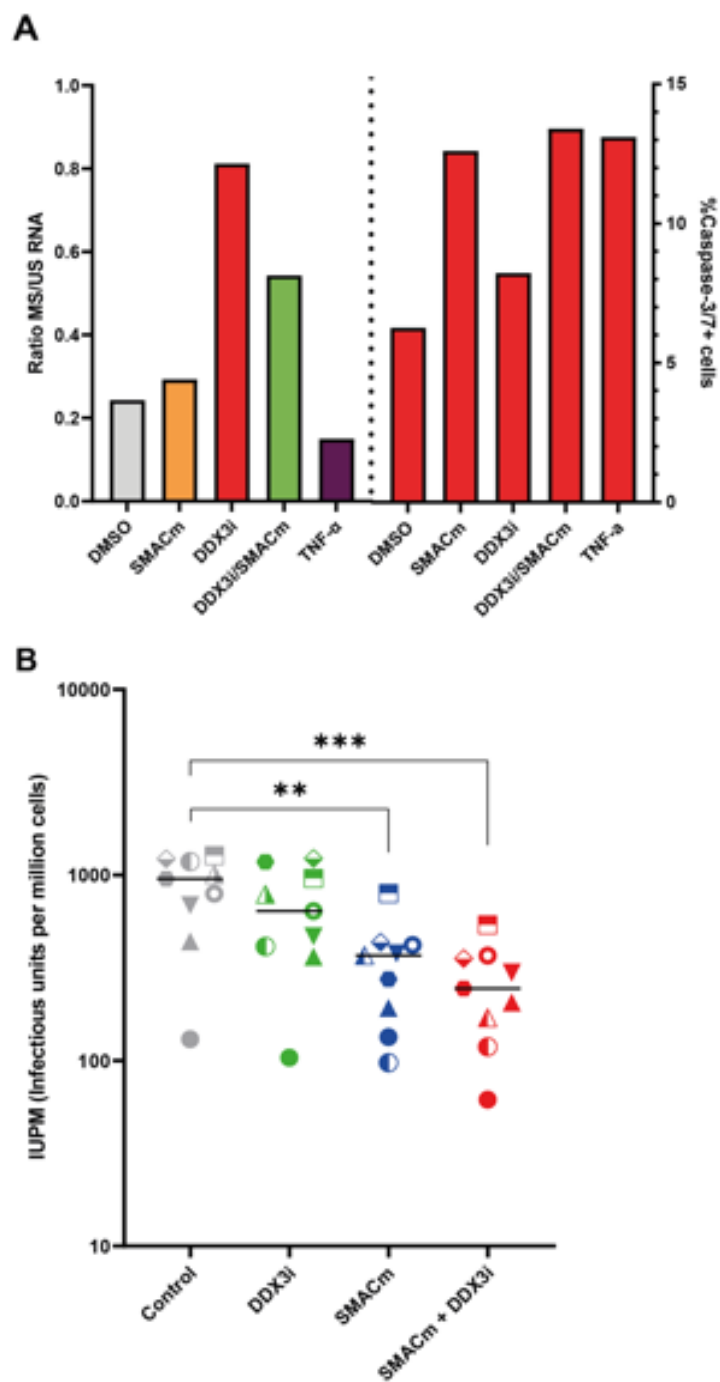 A
Ratio MS/US RNA
1.0
0.8
0.6
0.4
0.2
0.0
DMSO
SMACm
DDX3i
DDX3i/SMACm
TNF-α
DMSO
SMACm
DDX3i
DDX3i/SMACm
TNF-a
15
10
5
0
%Caspase-3/7+ cells
B
IUPM (Infectious units per million cells)
10000
1000
100
10
***
**
Control
DDX3i
SMACm
SMACm + DDX3i